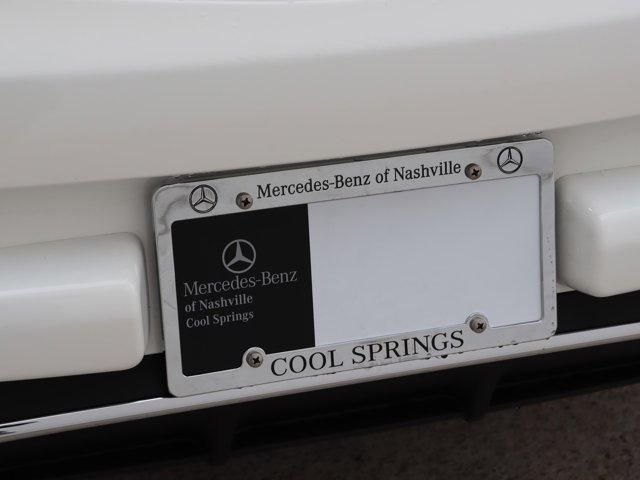 Mercedes-Benz of Nashville
Mercedes-Benz
of Nashville
Cool Springs
COOL SPRINGS